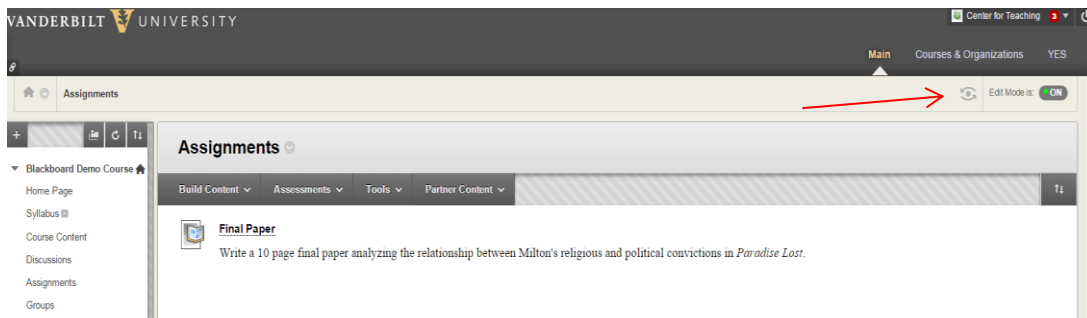 VANDERBILT UNIVERSITY
Center for Teaching 3
Main Courses & Organizations YES
Assignments
Edit Mode is: ON
Assignments
Blackboard Demo Course
Build Content Assessments Tools Partner Content
Home Page
Syllabus
Final Paper
Course Content
Write a 10 page final paper analyzing the relationship between Milton's religious and political convictions in Paradise Lost.
Discussions
Assignments
Groups